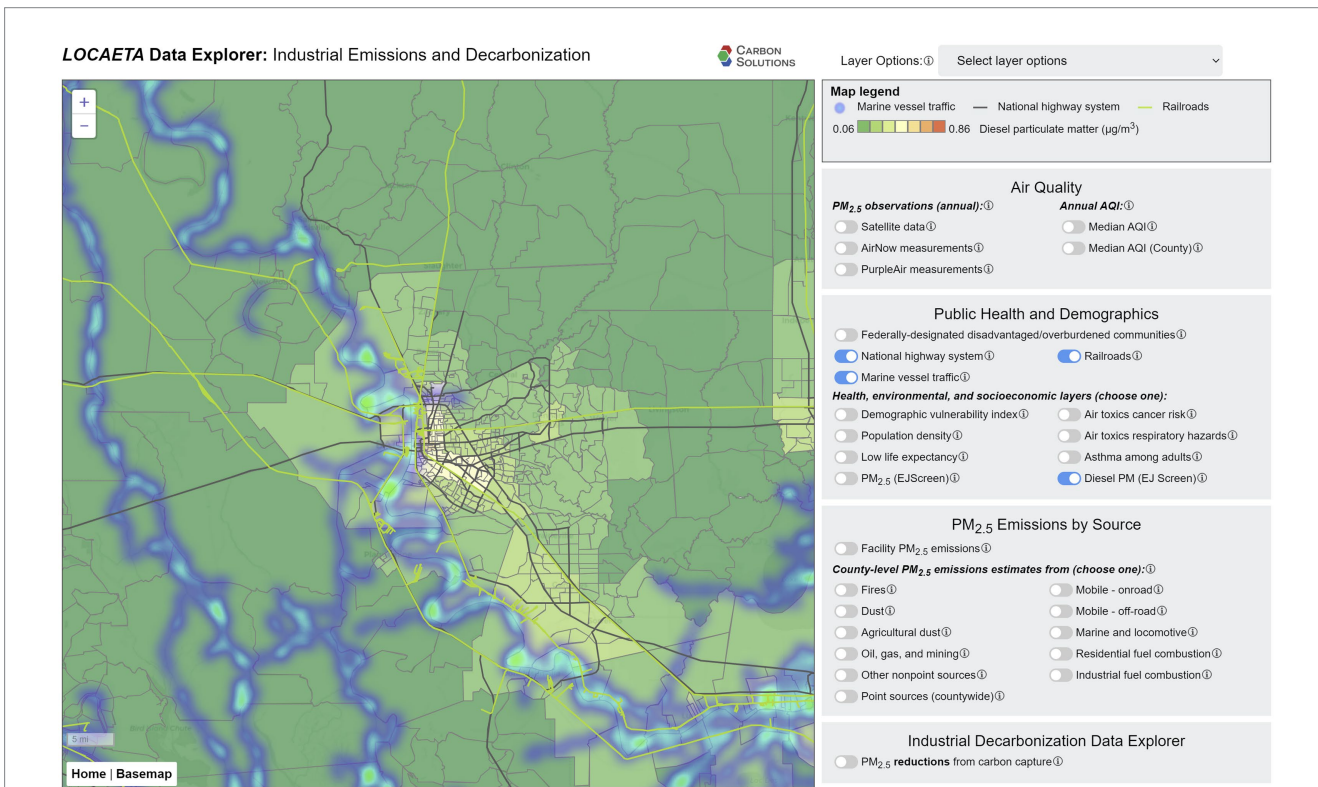 LOCAETA Data Explorer: Industrial Emissions and Decarbonization
CARBON
SOLUTIONS
Layer Options:ⓘ
Select layer options
+
−
5 mi
Home | Basemap
Map legend
Marine vessel traffic
National highway system
Railroads
0.06
0.86
Diesel particulate matter (µg/m³)
Air Quality
PM₂.₅ observations (annual):ⓘ
Annual AQI:ⓘ
Satellite dataⓘ
Median AQIⓘ
AirNow measurementsⓘ
Median AQI (County)ⓘ
PurpleAir measurementsⓘ
Public Health and Demographics
Federally-designated disadvantaged/overburdened communitiesⓘ
National highway systemⓘ
Railroadsⓘ
Marine vessel trafficⓘ
Health, environmental, and socioeconomic layers (choose one):
Demographic vulnerability indexⓘ
Air toxics cancer riskⓘ
Population densityⓘ
Air toxics respiratory hazardsⓘ
Low life expectancyⓘ
Asthma among adultsⓘ
PM₂.₅ (EJScreen)ⓘ
Diesel PM (EJ Screen)ⓘ
PM₂.₅ Emissions by Source
Facility PM₂.₅ emissionsⓘ
County-level PM₂.₅ emissions estimates from (choose one):ⓘ
Firesⓘ
Mobile - onroadⓘ
Dustⓘ
Mobile - off-roadⓘ
Agricultural dustⓘ
Marine and locomotiveⓘ
Oil, gas, and miningⓘ
Residential fuel combustionⓘ
Other nonpoint sourcesⓘ
Industrial fuel combustionⓘ
Point sources (countywide)ⓘ
Industrial Decarbonization Data Explorer
PM₂.₅ reductions from carbon captureⓘ